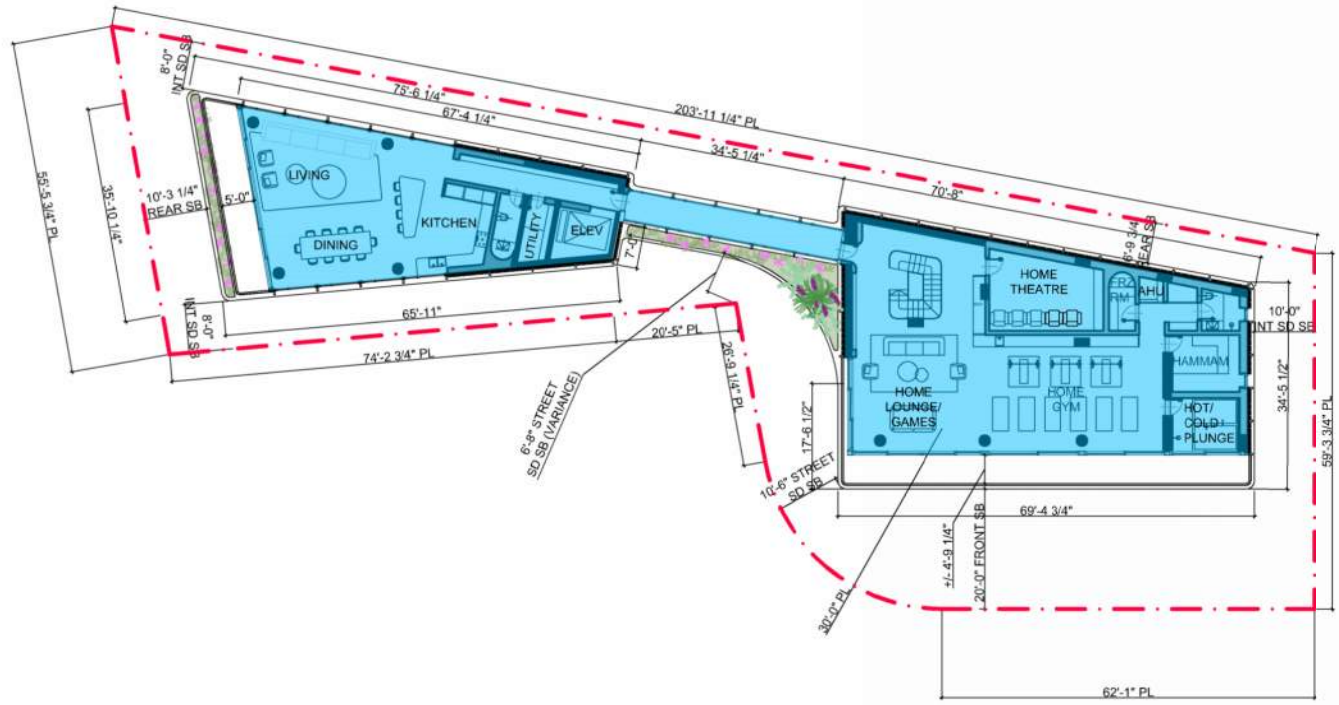 8'-0"
INT SD SB
75'-6 1/4"
67'-4 1/4"
203'-11 1/4" PL
34'-5 1/4"
70'-8"
55'-5 3/4" PL
35'-10 1/4"
10'-3 1/4"
REAR SB
5'-0"
LIVING
DINING
KITCHEN
UTILITY
ELEV
7'-0"
6'-9 3/4"
REAR SB
HOME
THEATRE
FRZ/
RM
AHU
10'-0"
INT SD SB
HAMMAM
HOME
LOUNGE/
GAMES
HOME
GYM
HOT/
COLD
PLUNGE
34'-5 1/2"
59'-3 3/4" PL
INT SD SB
8'-0"
65'-11"
20'-5" PL
74'-2 3/4" PL
26'-9 1/4" PL
6'-8" STREET
SD SB (VARIANCE)
17'-6 1/2"
10'-6" STREET
SD SB
69'-4 3/4"
+/- 4'-9 1/4"
20'-0" FRONT SB
30'-0" PL
62'-1" PL